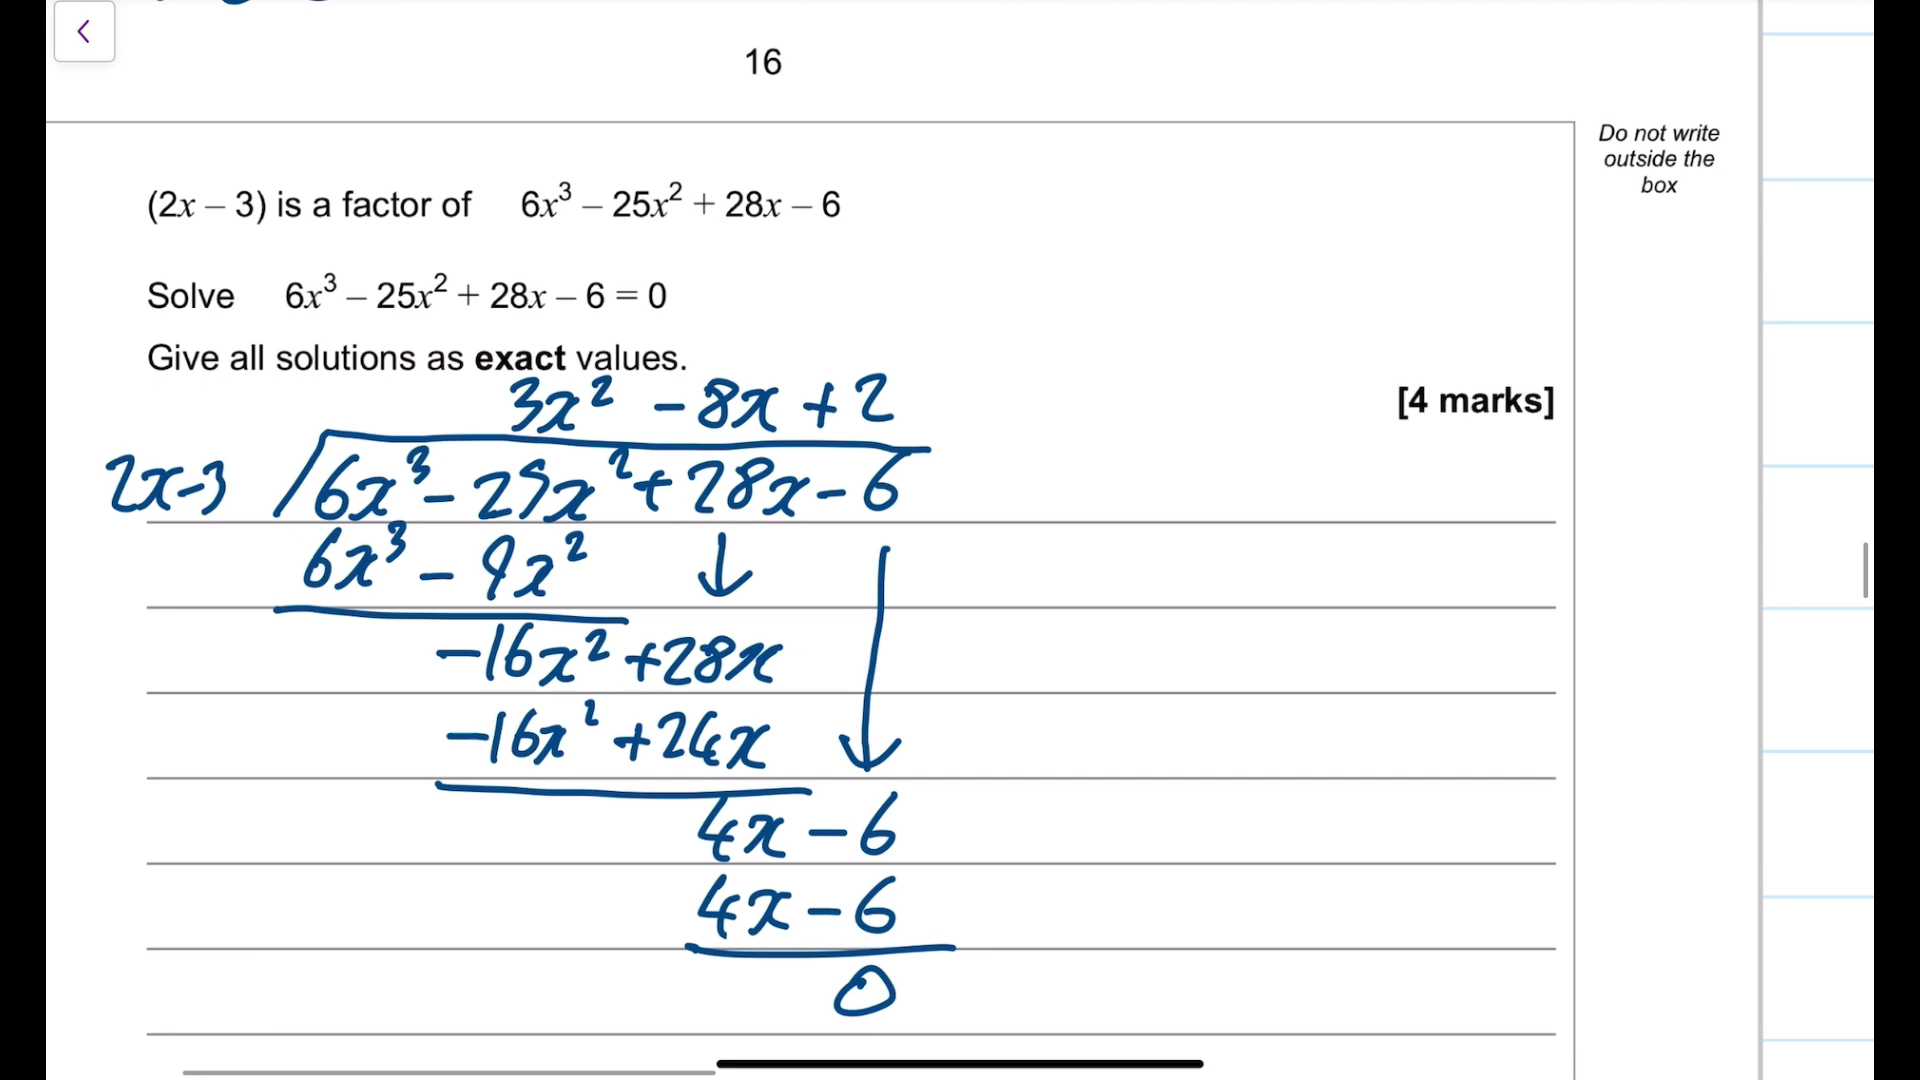 16
Do not write
outside the
box
(2x – 3) is a factor of 6x³ – 25x² + 28x – 6
Solve 6x³ – 25x² + 28x – 6 = 0
Give all solutions as exact values.
[4 marks]
3x² - 8x + 2
2x-3 6x³ - 25x² + 28x - 6
6x³ - 9x²
-16x² + 28x
-16x² + 24x
4x - 6
4x - 6
0